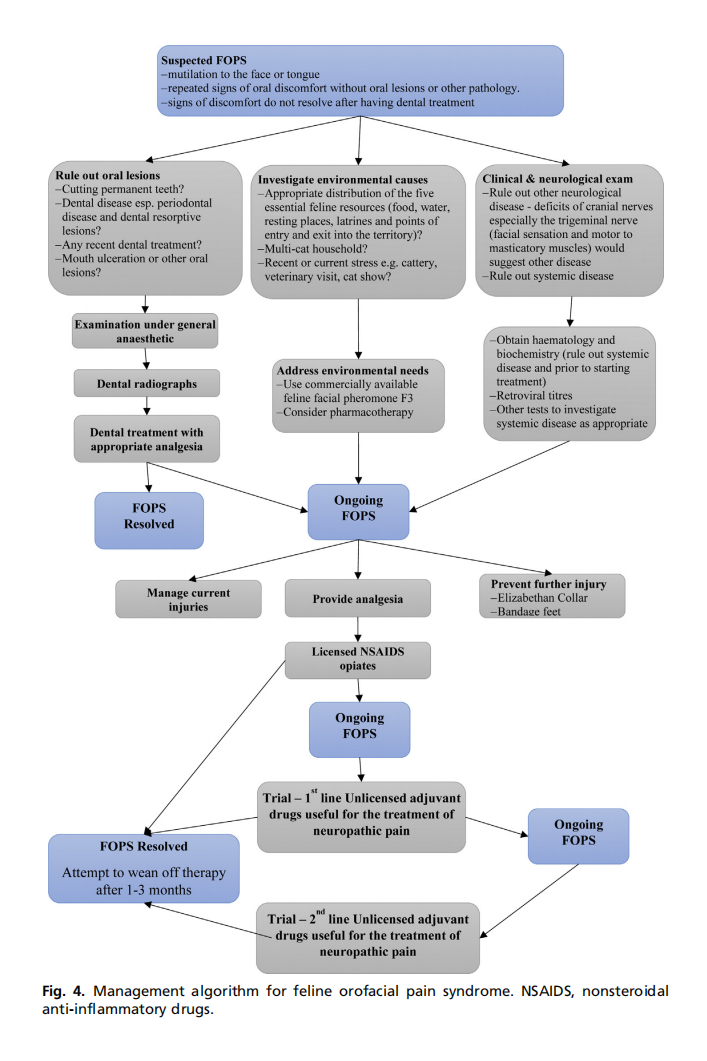 Suspected FOPS
–mutilation to the face or tongue
–repeated signs of oral discomfort without oral lesions or other pathology.
–signs of discomfort do not resolve after having dental treatment
Rule out oral lesions
–Cutting permanent teeth?
–Dental disease esp. periodontal
disease and dental resorptive
lesions?
–Any recent dental treatment?
–Mouth ulceration or other oral
lesions?
Investigate environmental causes
–Appropriate distribution of the five
essential feline resources (food, water,
resting places, latrines and points of
entry and exit into the territory)?
–Multi-cat household?
–Recent or current stress e.g. cattery,
veterinary visit, cat show?
Clinical & neurological exam
–Rule out other neurological
disease - deficits of cranial nerves
especially the trigeminal nerve
(facial sensation and motor to
masticatory muscles) would
suggest other disease
–Rule out systemic disease
Examination under general
anaesthetic
Dental radiographs
Dental treatment with
appropriate analgesia
Address environmental needs
–Use commercially available
feline facial pheromone F3
–Consider pharmacotherapy
–Obtain haematology and
biochemistry (rule out systemic
disease and prior to starting
treatment)
–Retroviral titres
–Other tests to investigate
systemic disease as appropriate
FOPS
Resolved
Ongoing
FOPS
Manage current
injuries
Provide analgesia
Prevent further injury
–Elizabethan Collar
–Bandage feet
Licensed NSAIDS
opiates
Ongoing
FOPS
Trial – 1st line Unlicensed adjuvant
drugs useful for the treatment of
neuropathic pain
Ongoing
FOPS
FOPS Resolved
Attempt to wean off therapy
after 1-3 months
Trial – 2nd line Unlicensed adjuvant
drugs useful for the treatment of
neuropathic pain
Fig. 4. Management algorithm for feline orofacial pain syndrome. NSAIDS, nonsteroidal
anti-inflammatory drugs.